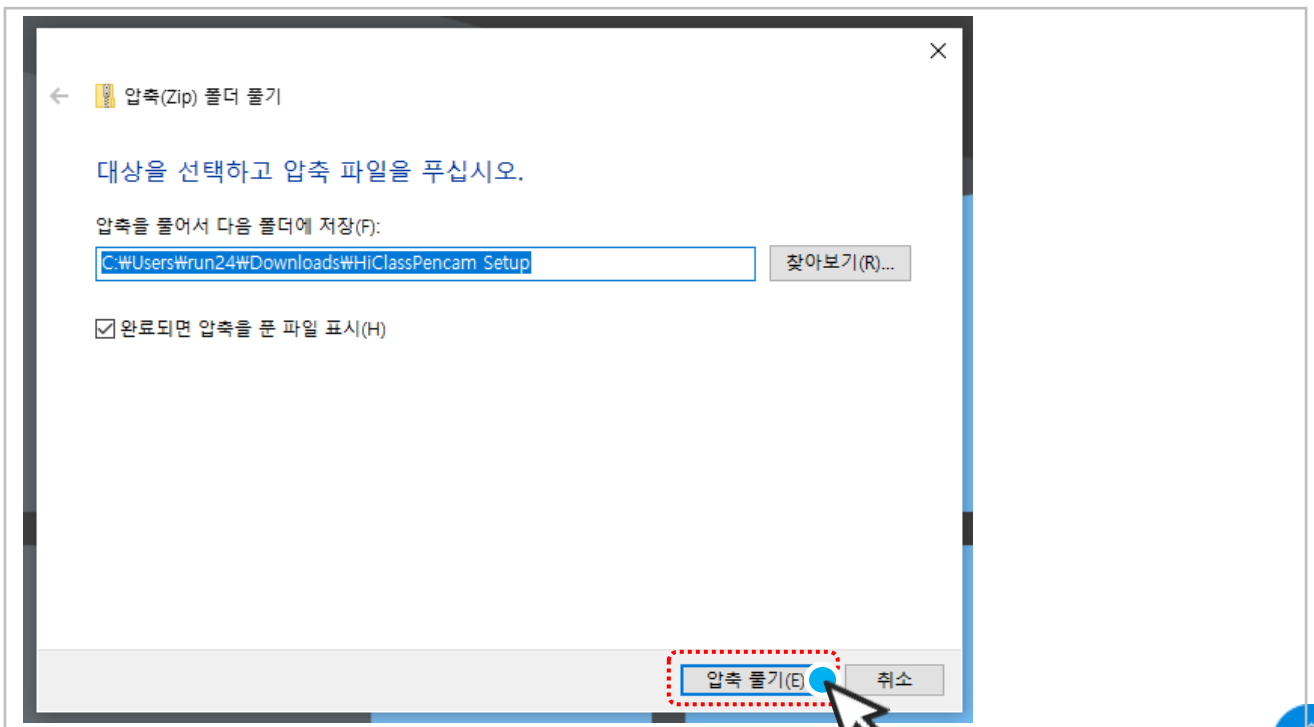 압축(Zip) 폴더 풀기
대상을 선택하고 압축 파일을 푸십시오.
압축을 풀어서 다음 폴더에 저장(F):
C:₩Users₩run24₩Downloads₩HiClassPencam Setup 찾아보기(R)...
완료되면 압축을 푼 파일 표시(H)
압축 풀기(E) 취소